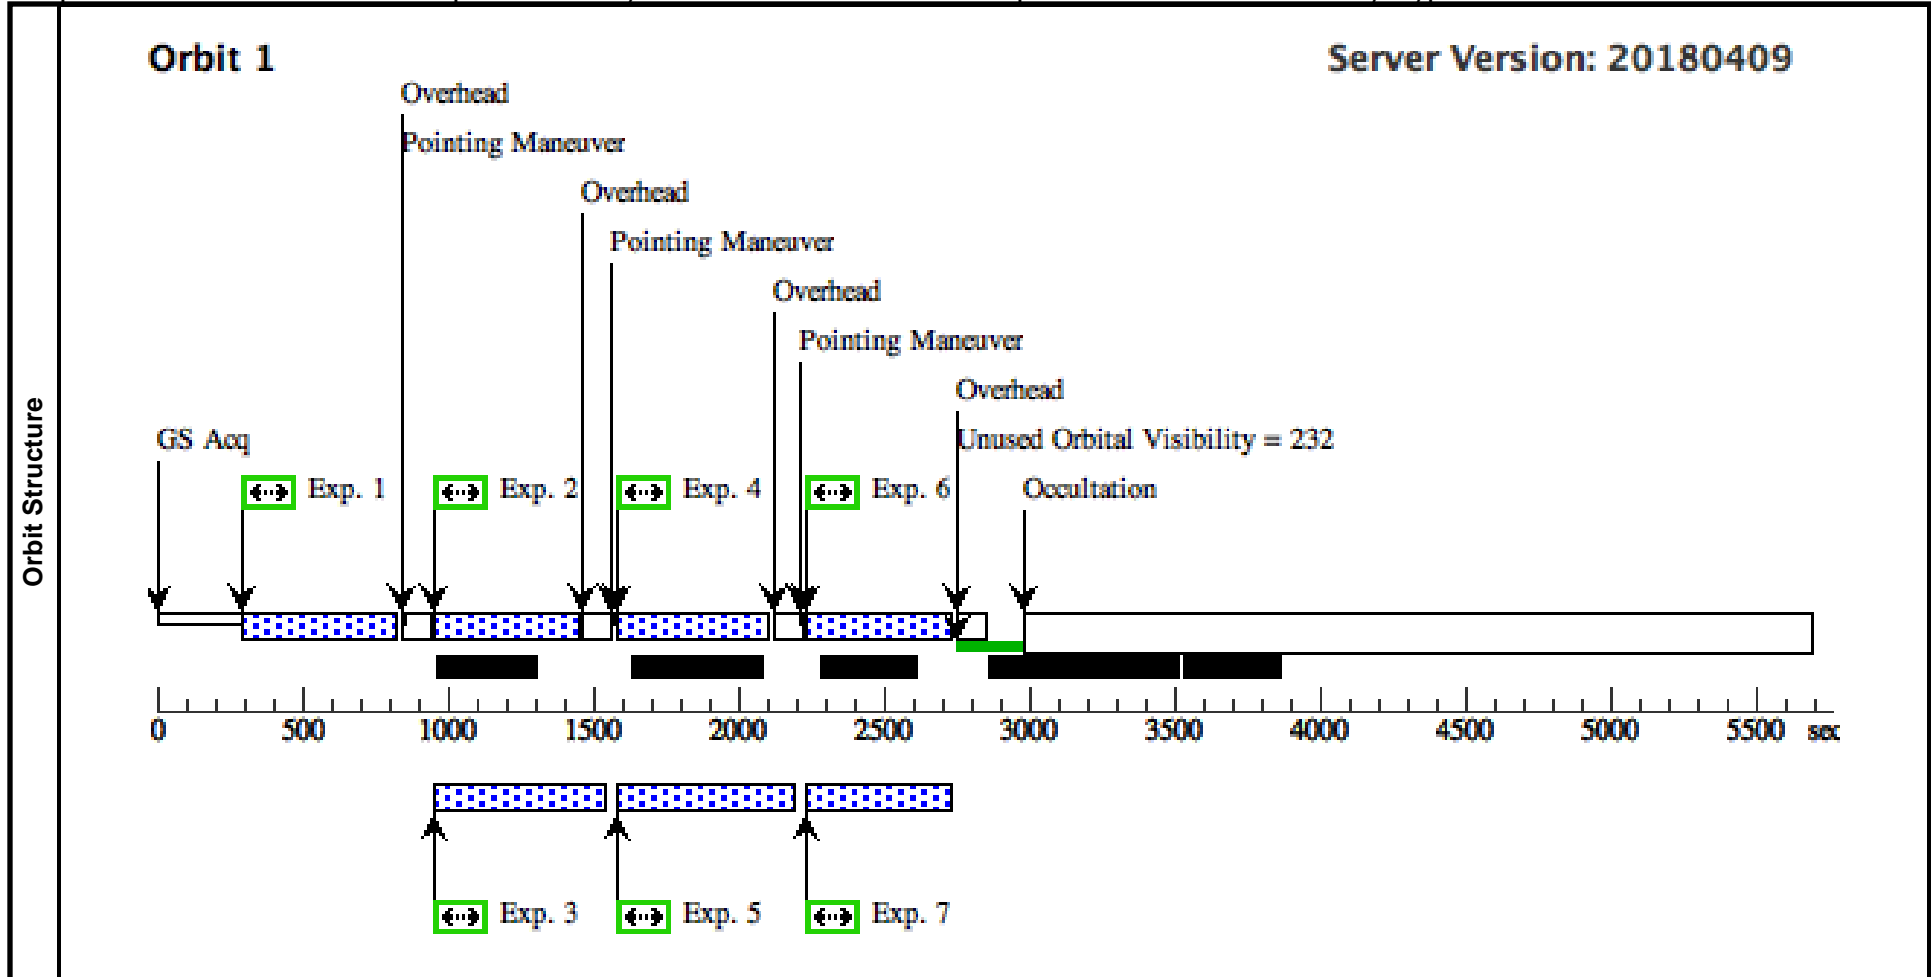 Orbit Structure
Orbit 1
Server Version: 20180409
Overhead
Pointing Maneuver
Overhead
Pointing Maneuver
Overhead
Pointing Maneuver
Overhead
GS Acq
Unused Orbital Visibility = 232
Exp. 1
Exp. 2
Exp. 4
Exp. 6
Occultation
0 500 1000 1500 2000 2500 3000 3500 4000 4500 5000 5500 sec
Exp. 3
Exp. 5
Exp. 7